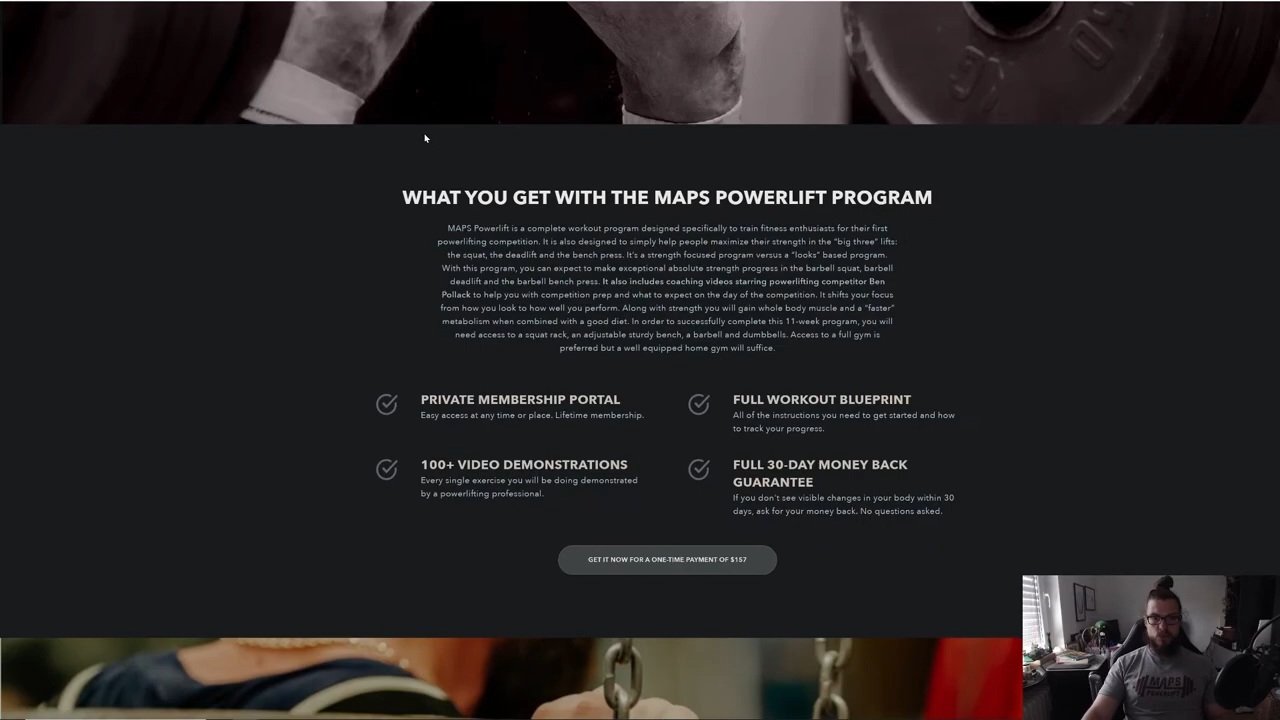 WHAT YOU GET WITH THE MAPS POWERLIFT PROGRAM
MAPS Powerlift is a complete workout program designed specifically to train fitness enthusiasts for their first
powerlifting competition. It is also designed to simply help people maximize their strength in the "big three" lifts:
the squat, the deadlift and the bench press. It's a strength focused program versus a "looks" based program.
With this program, you can expect to make exceptional absolute strength progress in the barbell squat, barbell
deadlift and the barbell bench press. It also includes coaching videos starring powerlifting competitor Ben
Pollack to help you with competition prep and what to expect on the day of the competition. It shifts your focus
from how you look to how well you perform. Along with strength you will gain whole body muscle and a "faster"
metabolism when combined with a good diet. In order to successfully complete this 11-week program, you will
need access to a squat rack, an adjustable sturdy bench, a barbell and dumbbells. Access to a full gym is
preferred but a well equipped home gym will suffice.
PRIVATE MEMBERSHIP PORTAL
Easy access at any time or place. Lifetime membership.
FULL WORKOUT BLUEPRINT
All of the instructions you need to get started and how
to track your progress.
100+ VIDEO DEMONSTRATIONS
Every single exercise you will be doing demonstrated
by a powerlifting professional.
FULL 30-DAY MONEY BACK
GUARANTEE
If you don't see visible changes in your body within 30
days, ask for your money back. No questions asked.
GET IT NOW FOR A ONE-TIME PAYMENT OF $157
MAPS
POWERLIFT